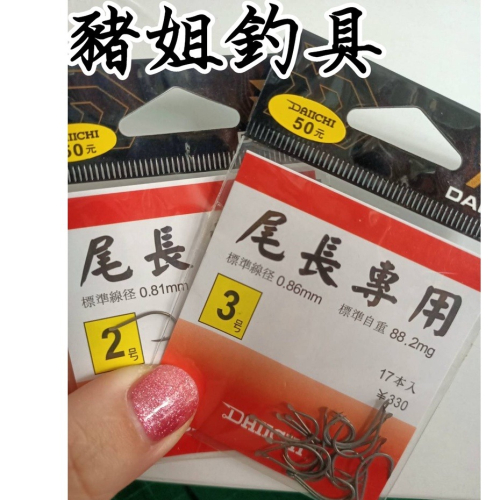 豬姐釣具
DAIICHI
50元
尾長
標準線径 0.81mm
2号
DAIICHI
50元
DAI
尾長専用
標準線径 0.86mm
標準自重 88.2mg
3号
17本入
¥330
DAIICHI